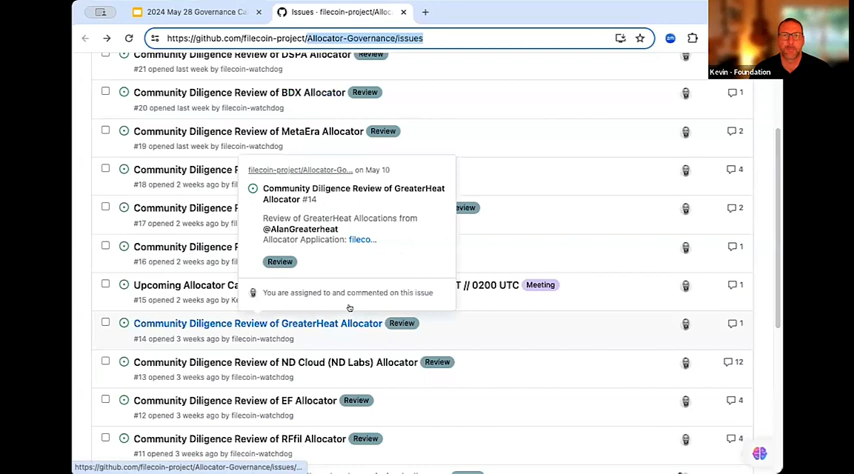 2024 May 28 Governance Ca
Issues · filecoin-project/Alloc
https://github.com/filecoin-project/Allocator-Governance/issues
Kevin - Foundation
Community Diligence Review of DSPA Allocator Review
#21 opened last week by filecoin-watchdog
Community Diligence Review of BDX Allocator Review 1
#20 opened last week by filecoin-watchdog
Community Diligence Review of MetaEra Allocator Review 2
#19 opened last week by filecoin-watchdog
Community Diligence R 4
#18 opened 2 weeks ago by fi
Community Diligence F eview 2
#17 opened 2 weeks ago by fil
Community Diligence F 1
#16 opened 2 weeks ago by fi
Upcoming Allocator Ca T // 0200 UTC Meeting 1
#15 opened 2 weeks ago by Ke
filecoin-project/Allocator-Go... on May 10
Community Diligence Review of GreaterHeat
Allocator #14
Review of GreaterHeat Allocations from
@AlanGreaterheat
Allocator Application: fileco...
Review
You are assigned to and commented on this issue
Community Diligence Review of GreaterHeat Allocator Review 1
#14 opened 3 weeks ago by filecoin-watchdog
Community Diligence Review of ND Cloud (ND Labs) Allocator Review 12
#13 opened 3 weeks ago by filecoin-watchdog
Community Diligence Review of EF Allocator Review 4
#12 opened 3 weeks ago by filecoin-watchdog
Community Diligence Review of RFfil Allocator Review 4
#11 opened 3 weeks ago by filecoin-watchdog
https://github.com/filecoin-project/Allocator-Governance/issues/...